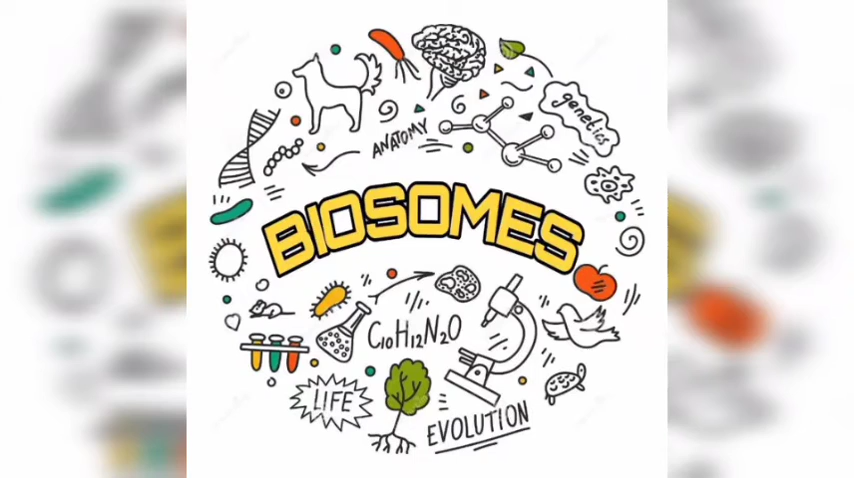 genetics
ANATOMY
BIOSOMES
C10H12N2O
LIFE
EVOLUTION